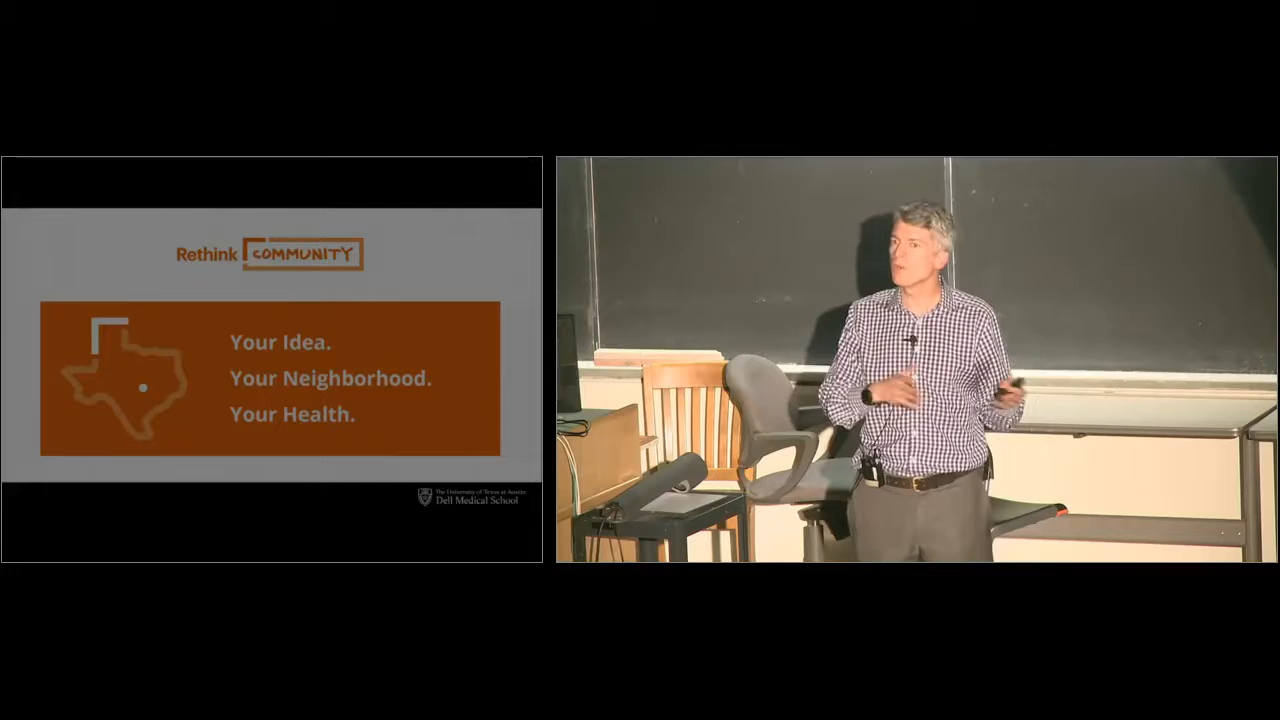 Rethink COMMUNITY
Your Idea.
Your Neighborhood.
Your Health.
The University of Texas at Austin
Dell Medical School